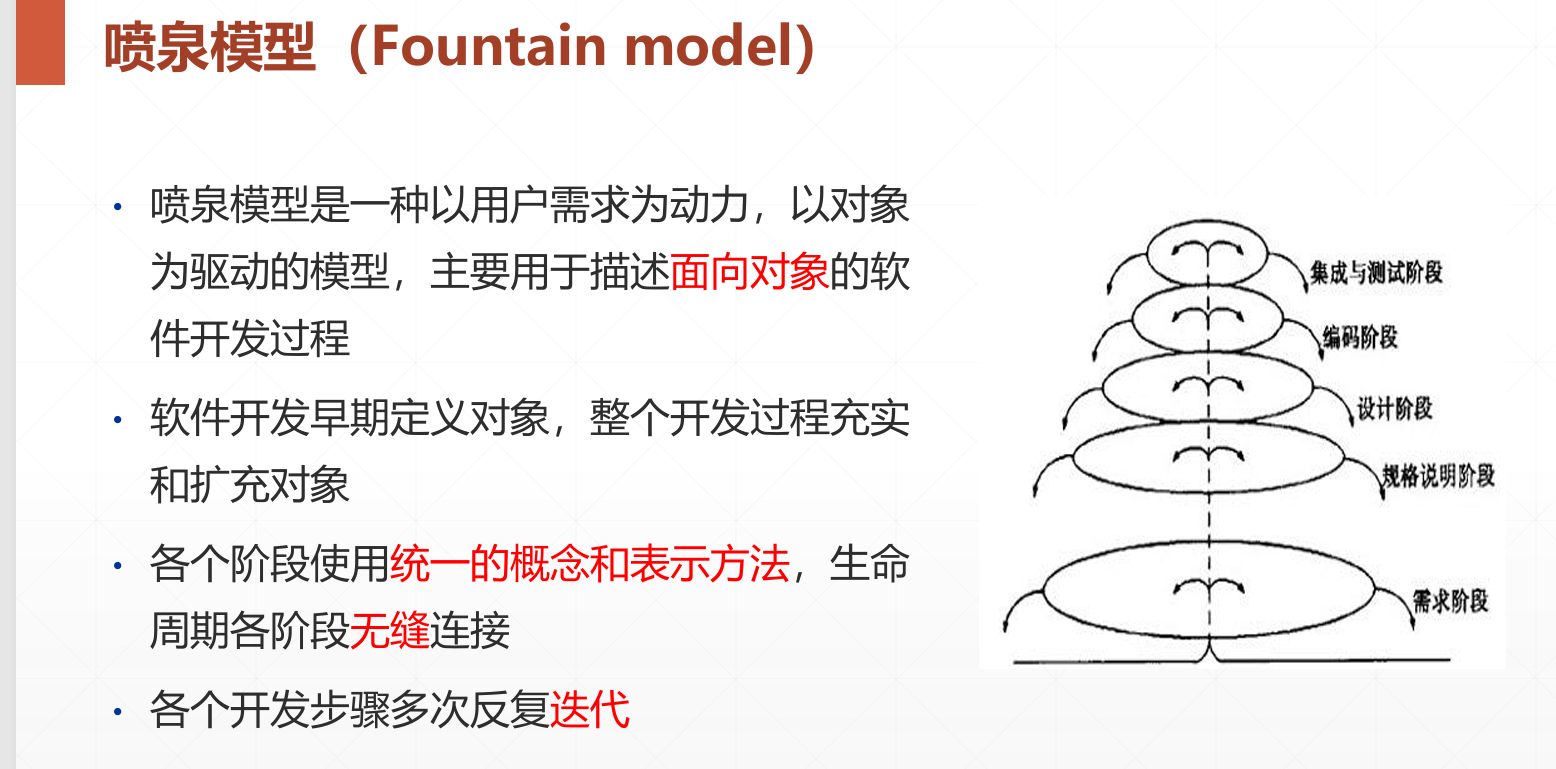 喷泉模型（Fountain model）
• 喷泉模型是一种以用户需求为动力，以对象
为驱动的模型，主要用于描述面向对象的软
件开发过程
• 软件开发早期定义对象，整个开发过程充实
和扩充对象
• 各个阶段使用统一的概念和表示方法，生命
周期各阶段无缝连接
• 各个开发步骤多次反复迭代
集成与测试阶段
编码阶段
设计阶段
规格说明阶段
需求阶段